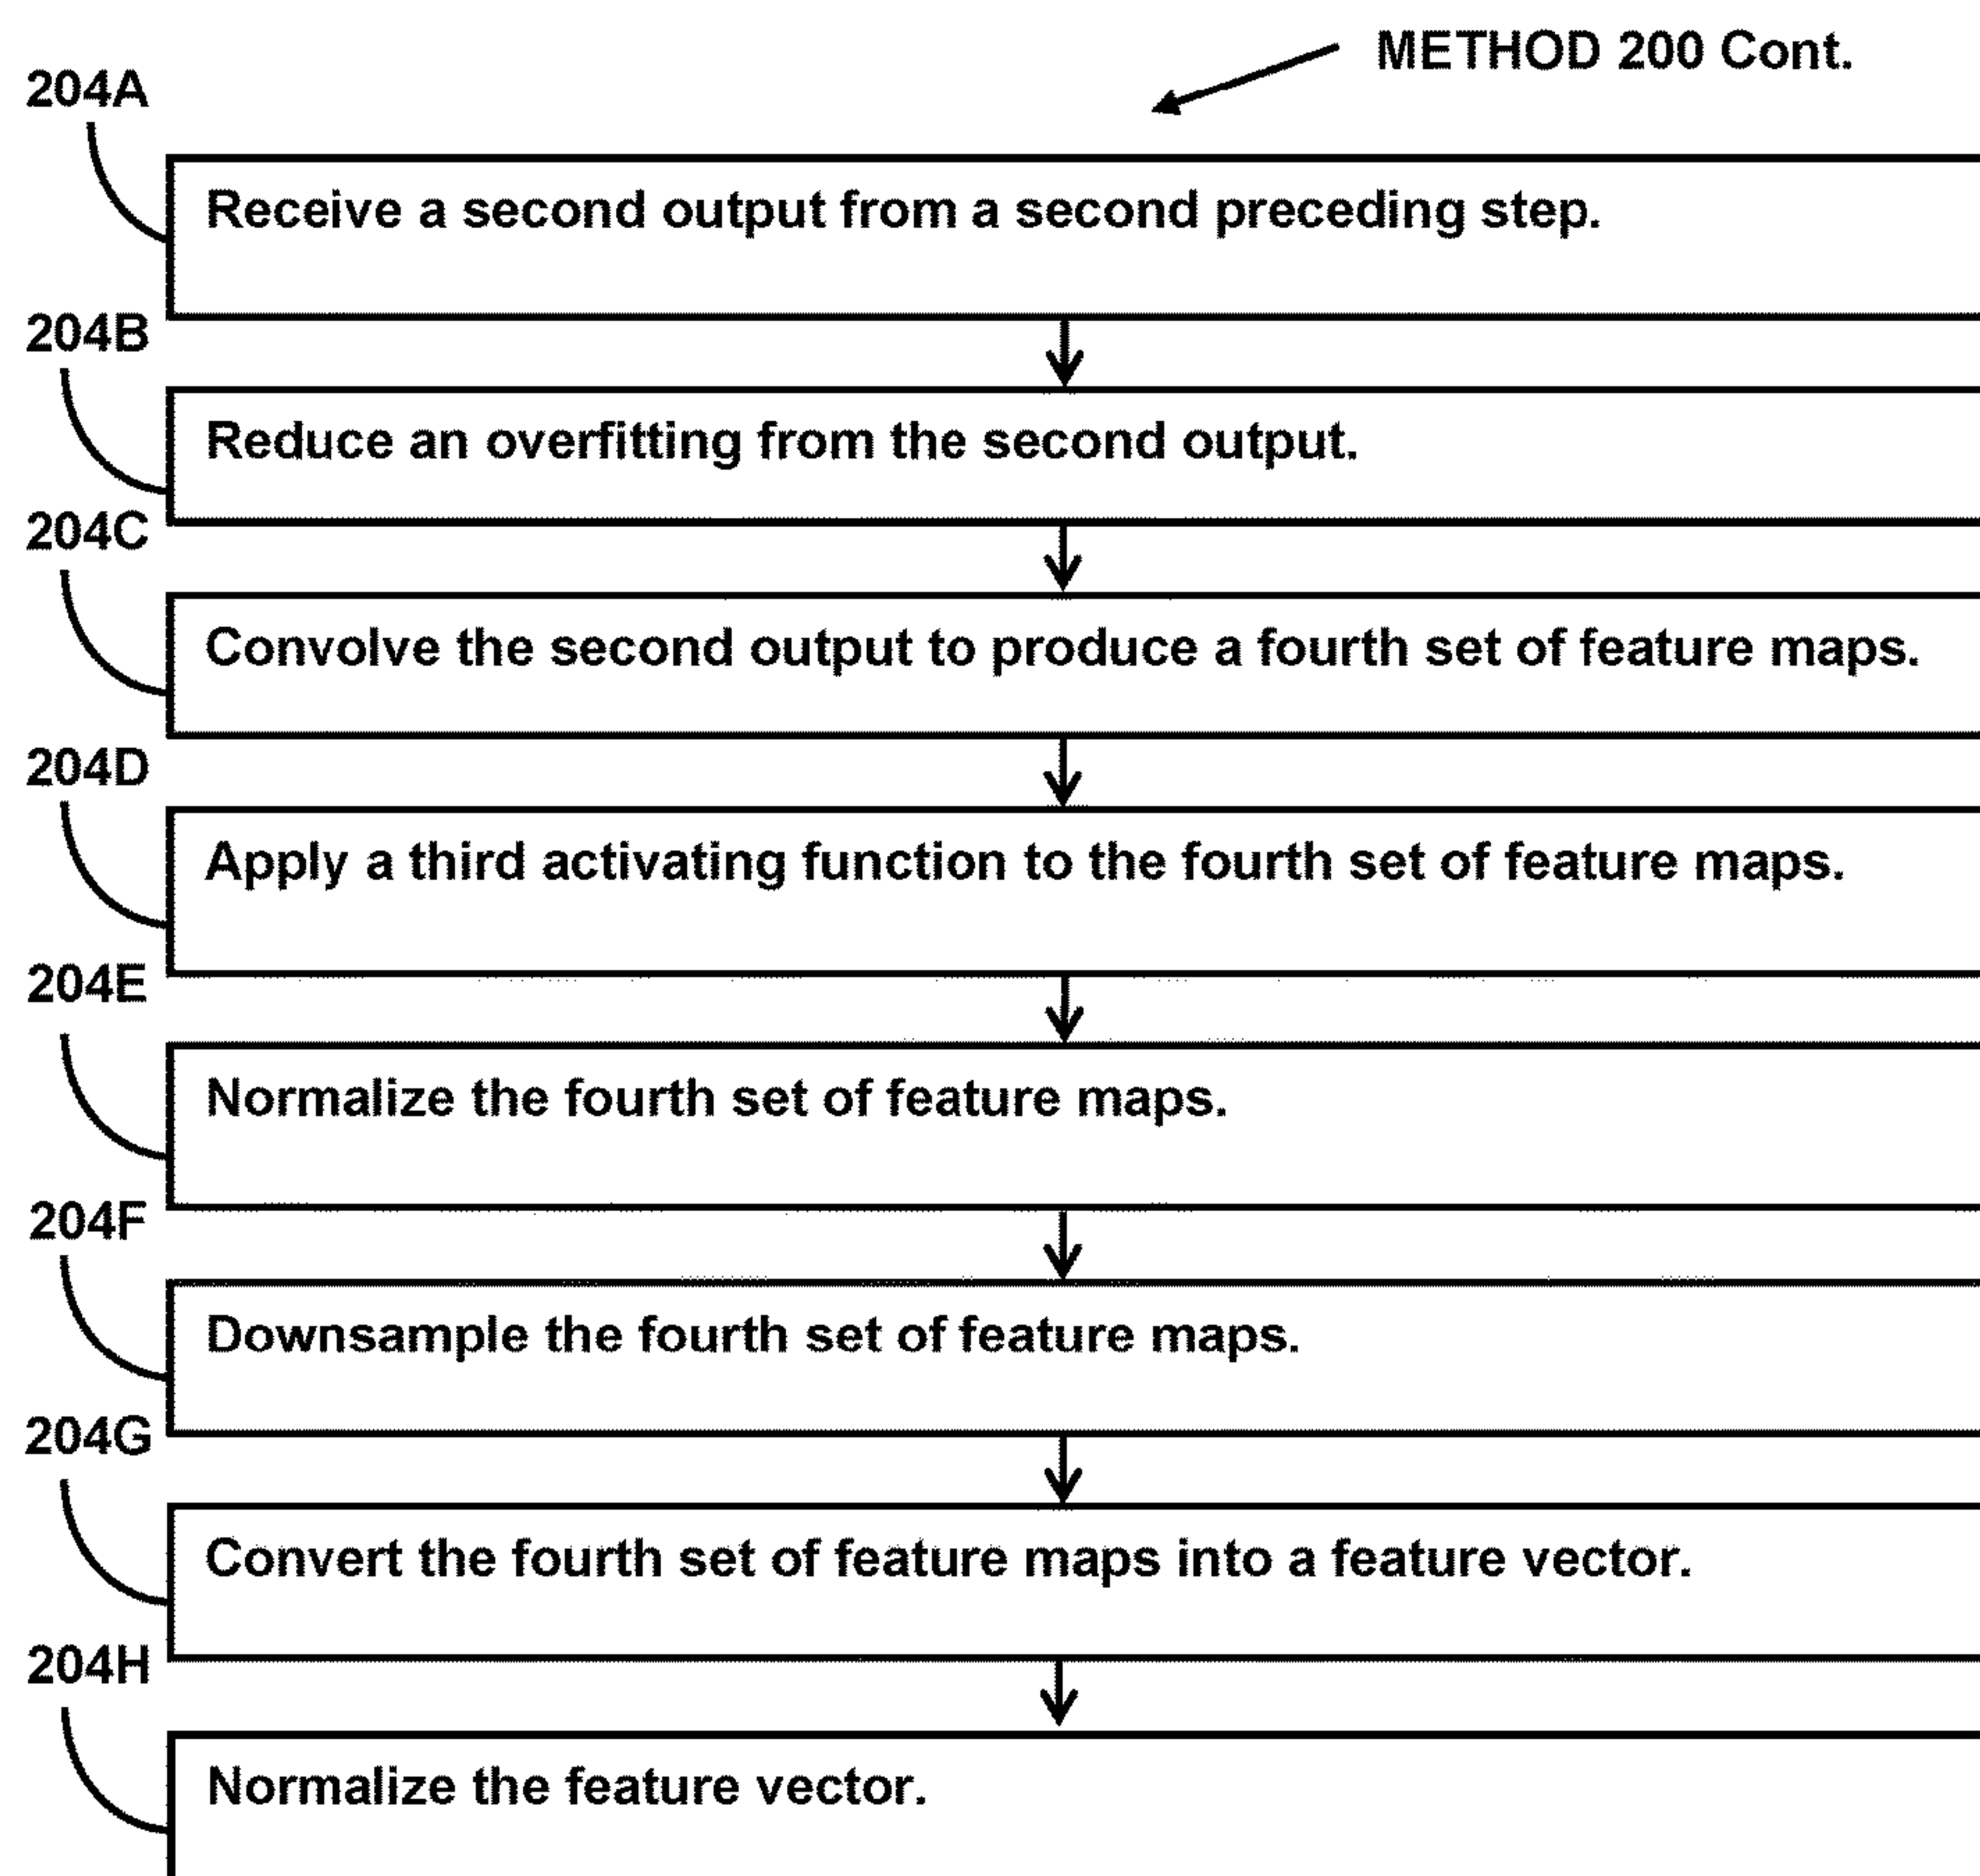 METHOD 200 Cont.
204A
Receive a second output from a second preceding step.
204B
Reduce an overfitting from the second output.
204C
Convolve the second output to produce a fourth set of feature maps.
204D
Apply a third activating function to the fourth set of feature maps.
204E
Normalize the fourth set of feature maps.
204F
Downsample the fourth set of feature maps.
204G
Convert the fourth set of feature maps into a feature vector.
204H
Normalize the feature vector.